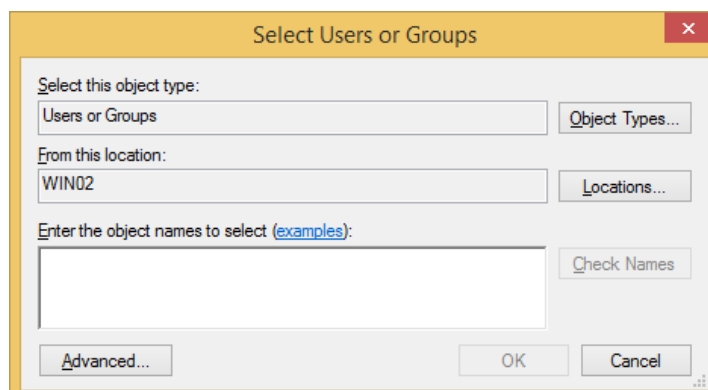 Select Users or Groups
Select this object type:
Users or Groups
Object Types...
From this location:
WIN02
Locations...
Enter the object names to select (examples):
Check Names
Advanced...
OK
Cancel